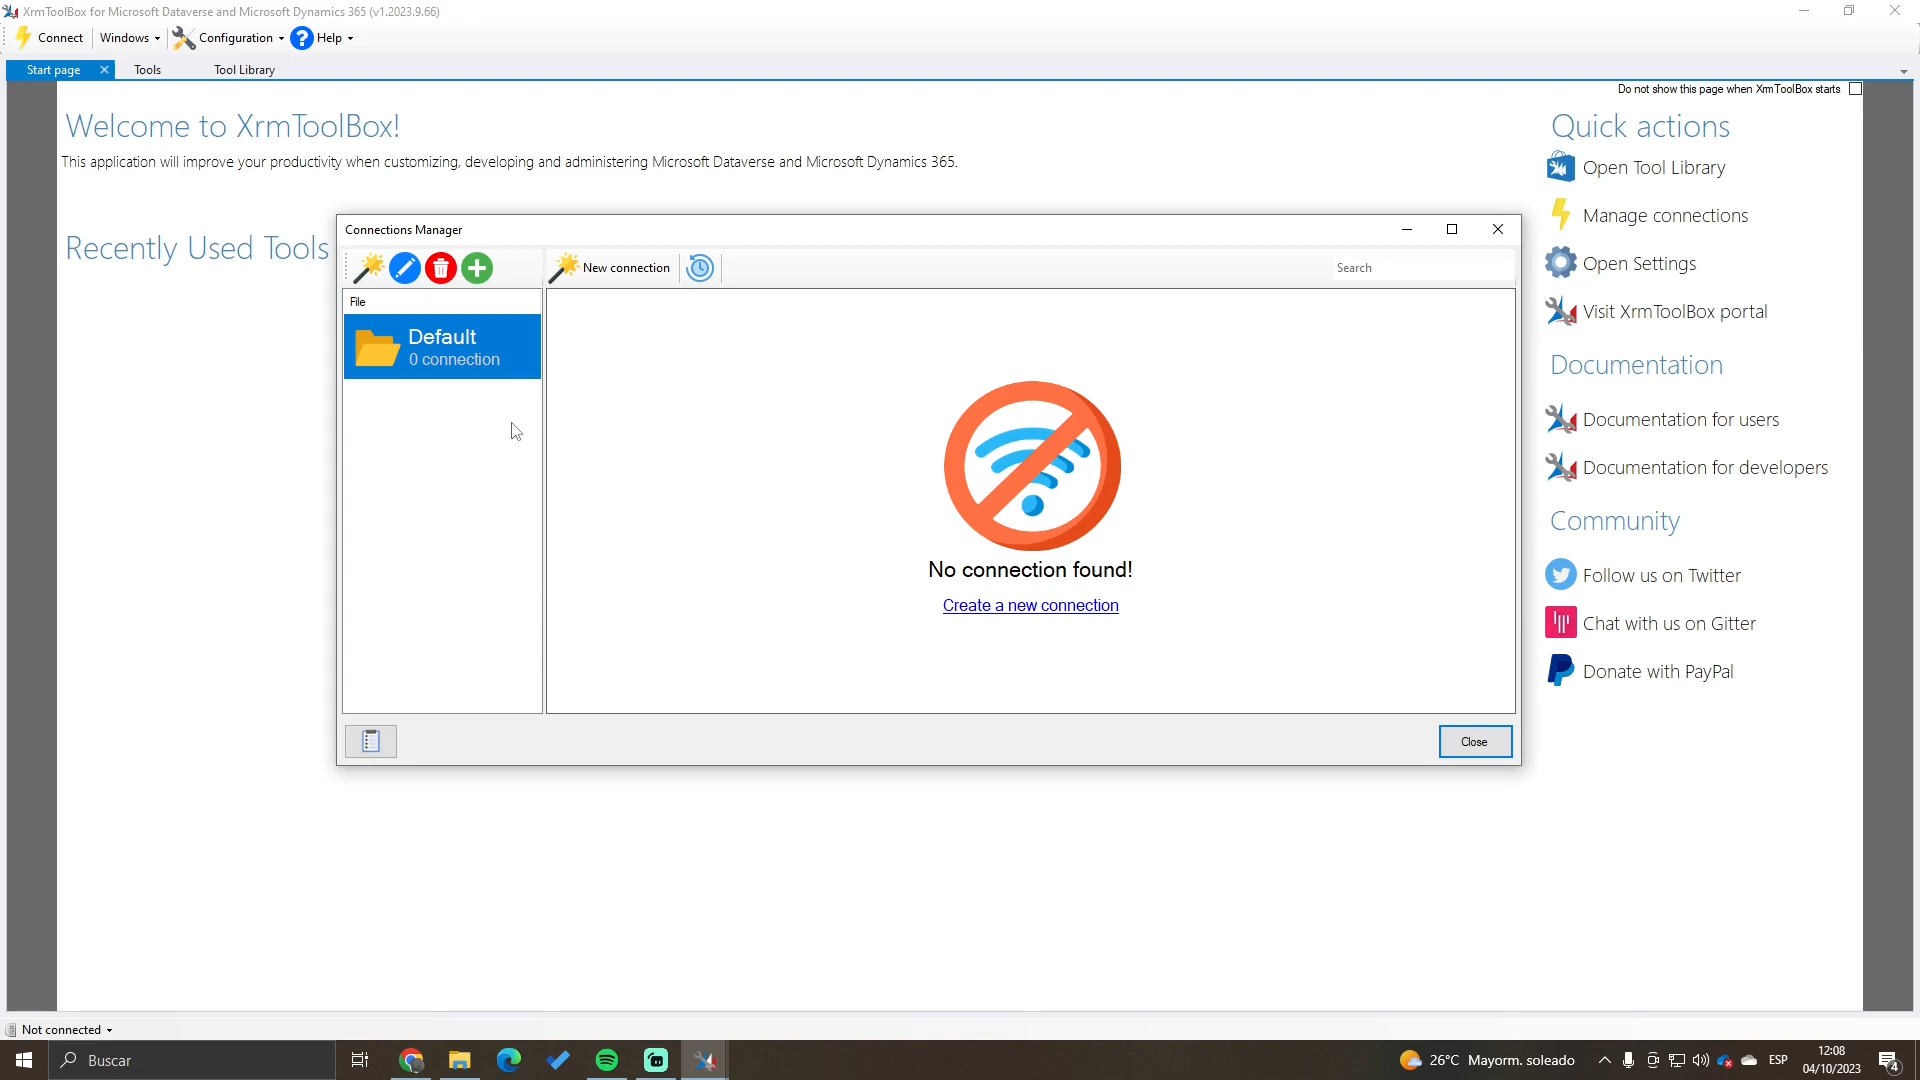 XrmToolBox for Microsoft Dataverse and Microsoft Dynamics 365 (v1.2023.9.66)
Connect Windows Configuration Help
Start page Tools Tool Library
Do not show this page when XrmToolBox starts
Welcome to XrmToolBox!
This application will improve your productivity when customizing, developing and administering Microsoft Dataverse and Microsoft Dynamics 365.
Recently Used Tools
Connections Manager
New connection
Search
File
Default
0 connection
No connection found!
Create a new connection
Close
Quick actions
Open Tool Library
Manage connections
Open Settings
Visit XrmToolBox portal
Documentation
Documentation for users
Documentation for developers
Community
Follow us on Twitter
Chat with us on Gitter
Donate with PayPal
Not connected
Buscar
26°C Mayorm. soleado
ESP
12:08
04/10/2023
4